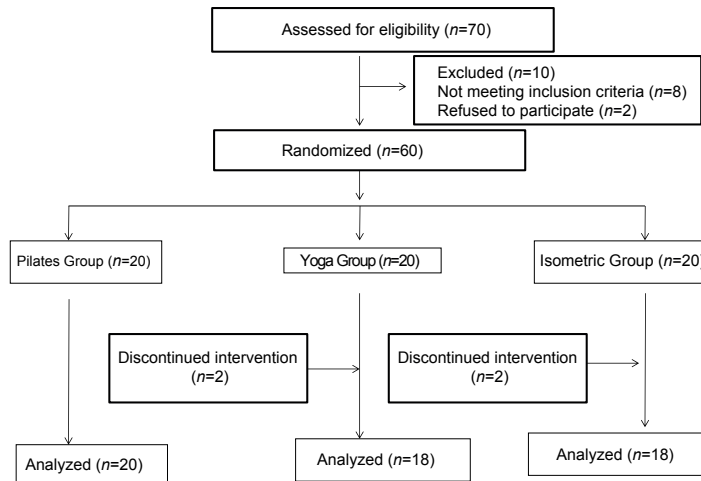 Assessed for eligibility (n=70)
Excluded (n=10)
Not meeting inclusion criteria (n=8)
Refused to participate (n=2)
Randomized (n=60)
Pilates Group (n=20)
Yoga Group (n=20)
Isometric Group (n=20)
Discontinued intervention
(n=2)
Discontinued intervention
(n=2)
Analyzed (n=20)
Analyzed (n=18)
Analyzed (n=18)